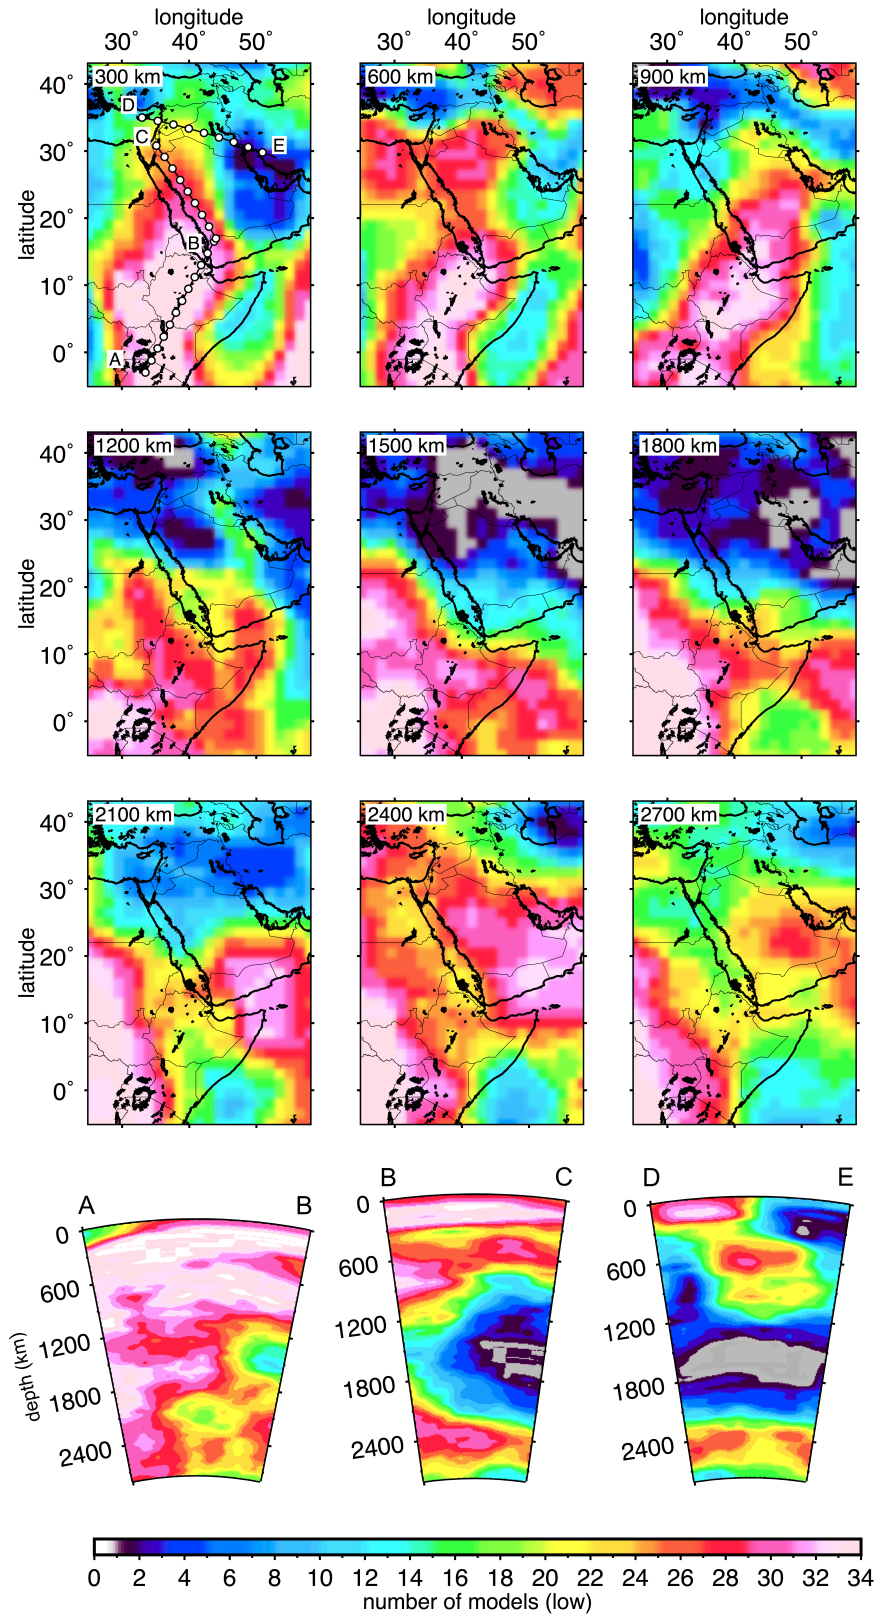 longitude longitude longitude
30° 40° 50° 30° 40° 50° 30° 40° 50°
40° 300 km 600 km 900 km
D
C
E
30°
latitude
20°
B
10°
A
0°
1200 km 1500 km 1800 km
40°
30°
latitude
20°
10°
0°
2100 km 2400 km 2700 km
40°
30°
latitude
20°
10°
0°
A B B C D E
0 0 0
600 600 600
1200 1200 1200
depth (km)
1800 1800 1800
2400 2400 2400
0 2 4 6 8 10 12 14 16 18 20 22 24 26 28 30 32 34
number of models (low)